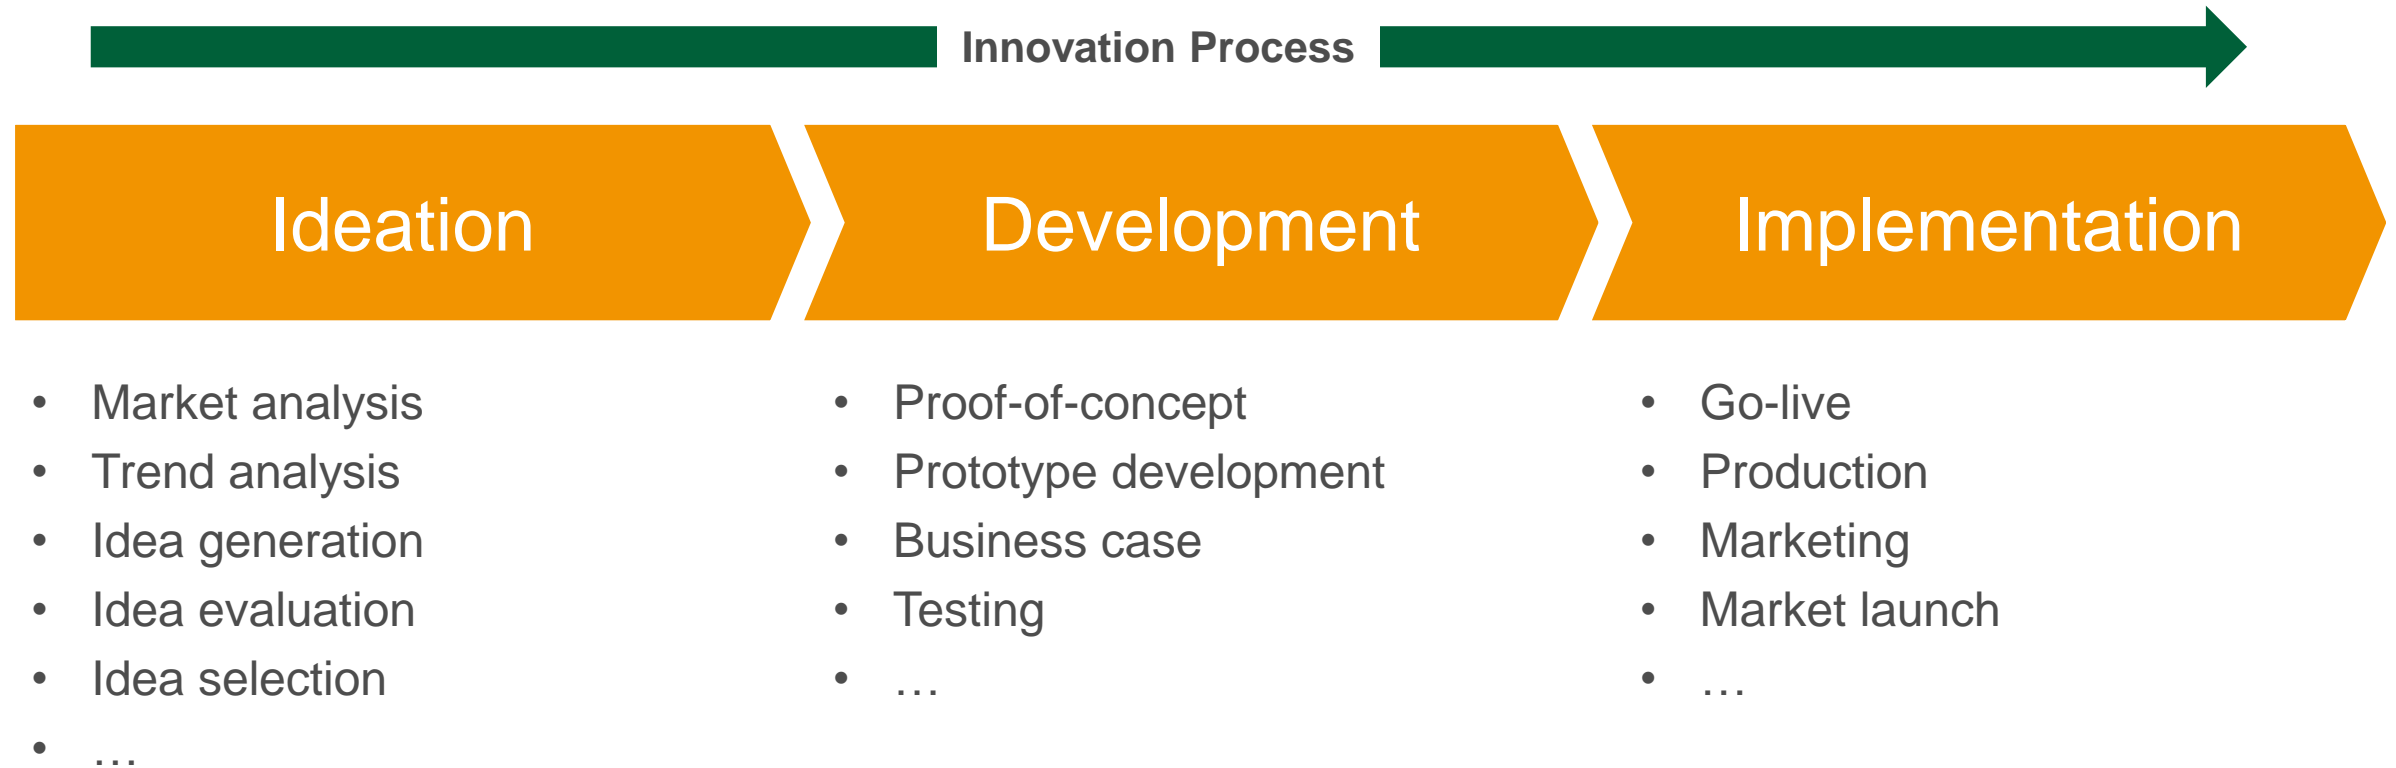 Innovation Process
Ideation
Development
Implementation
• Market analysis
• Trend analysis
• Idea generation
• Idea evaluation
• Idea selection
• …
• Proof-of-concept
• Prototype development
• Business case
• Testing
• …
• Go-live
• Production
• Marketing
• Market launch
• …